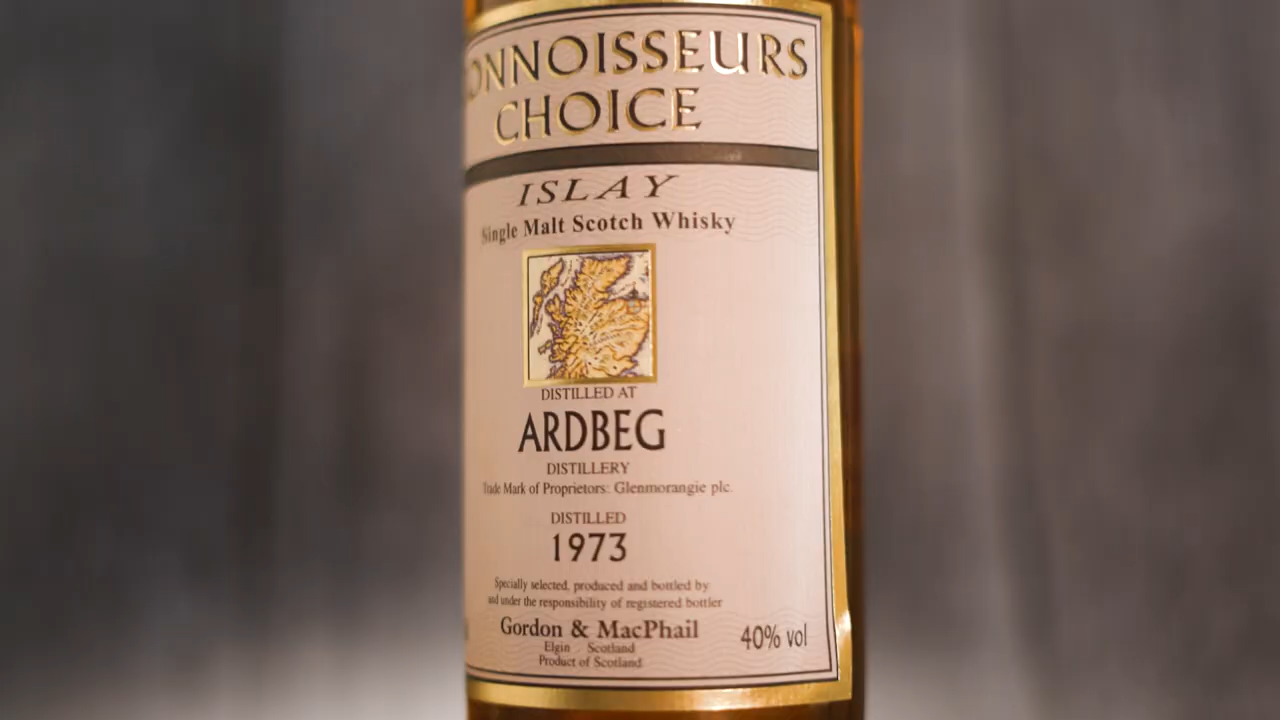 ONNOISSEURS
CHOICE
ISLAY
Single Malt Scotch Whisky
DISTILLED AT
ARDBEG
DISTILLERY
Trade Mark of Proprietors: Glenmorangie plc.
DISTILLED
1973
Specially selected, produced and bottled by
and under the responsibility of registered bottler
Gordon & MacPhail
40% vol
Elgin Scotland
Product of Scotland